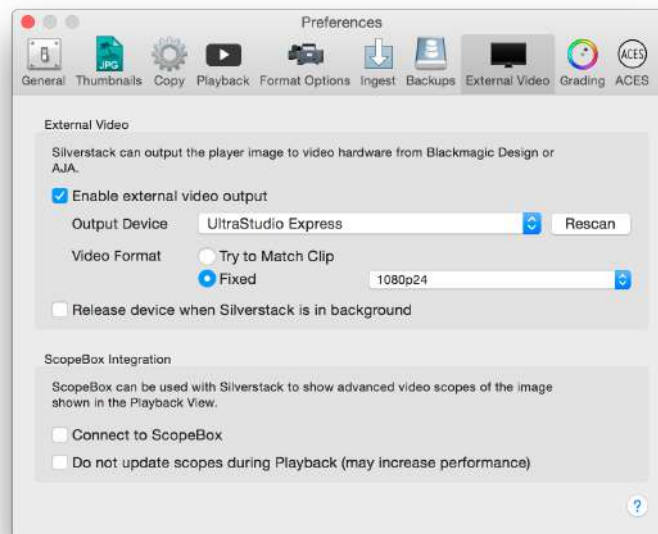 Preferences
JPG
ACES
General Thumbnails Copy Playback Format Options Ingest Backups External Video Grading ACES
External Video
Silverstack can output the player image to video hardware from Blackmagic Design or
AJA.
Enable external video output
Output Device UltraStudio Express Rescan
Video Format Try to Match Clip
Fixed 1080p24
Release device when Silverstack is in background
ScopeBox Integration
ScopeBox can be used with Silverstack to show advanced video scopes of the image
shown in the Playback View.
Connect to ScopeBox
Do not update scopes during Playback (may increase performance)
?